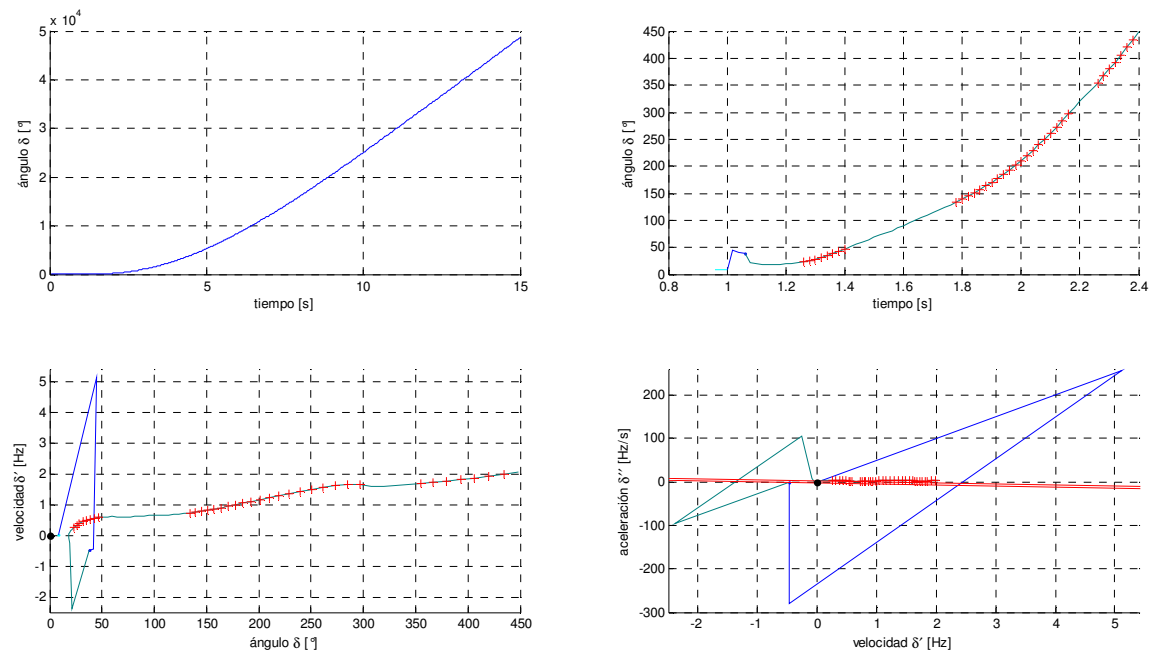 x 10⁴
5
4
3
2
1
0
ángulo δ [°]
0 5 10 15
tiempo [s]
450
400
350
300
250
200
150
100
50
0
ángulo δ [°]
0.8 1 1.2 1.4 1.6 1.8 2 2.2 2.4
tiempo [s]
5
4
3
2
1
0
-1
-2
velocidad δ′ [Hz]
0 50 100 150 200 250 300 350 400 450
ángulo δ [°]
200
100
0
-100
-200
-300
aceleración δ′′ [Hz/s]
-2 -1 0 1 2 3 4 5
velocidad δ′ [Hz]